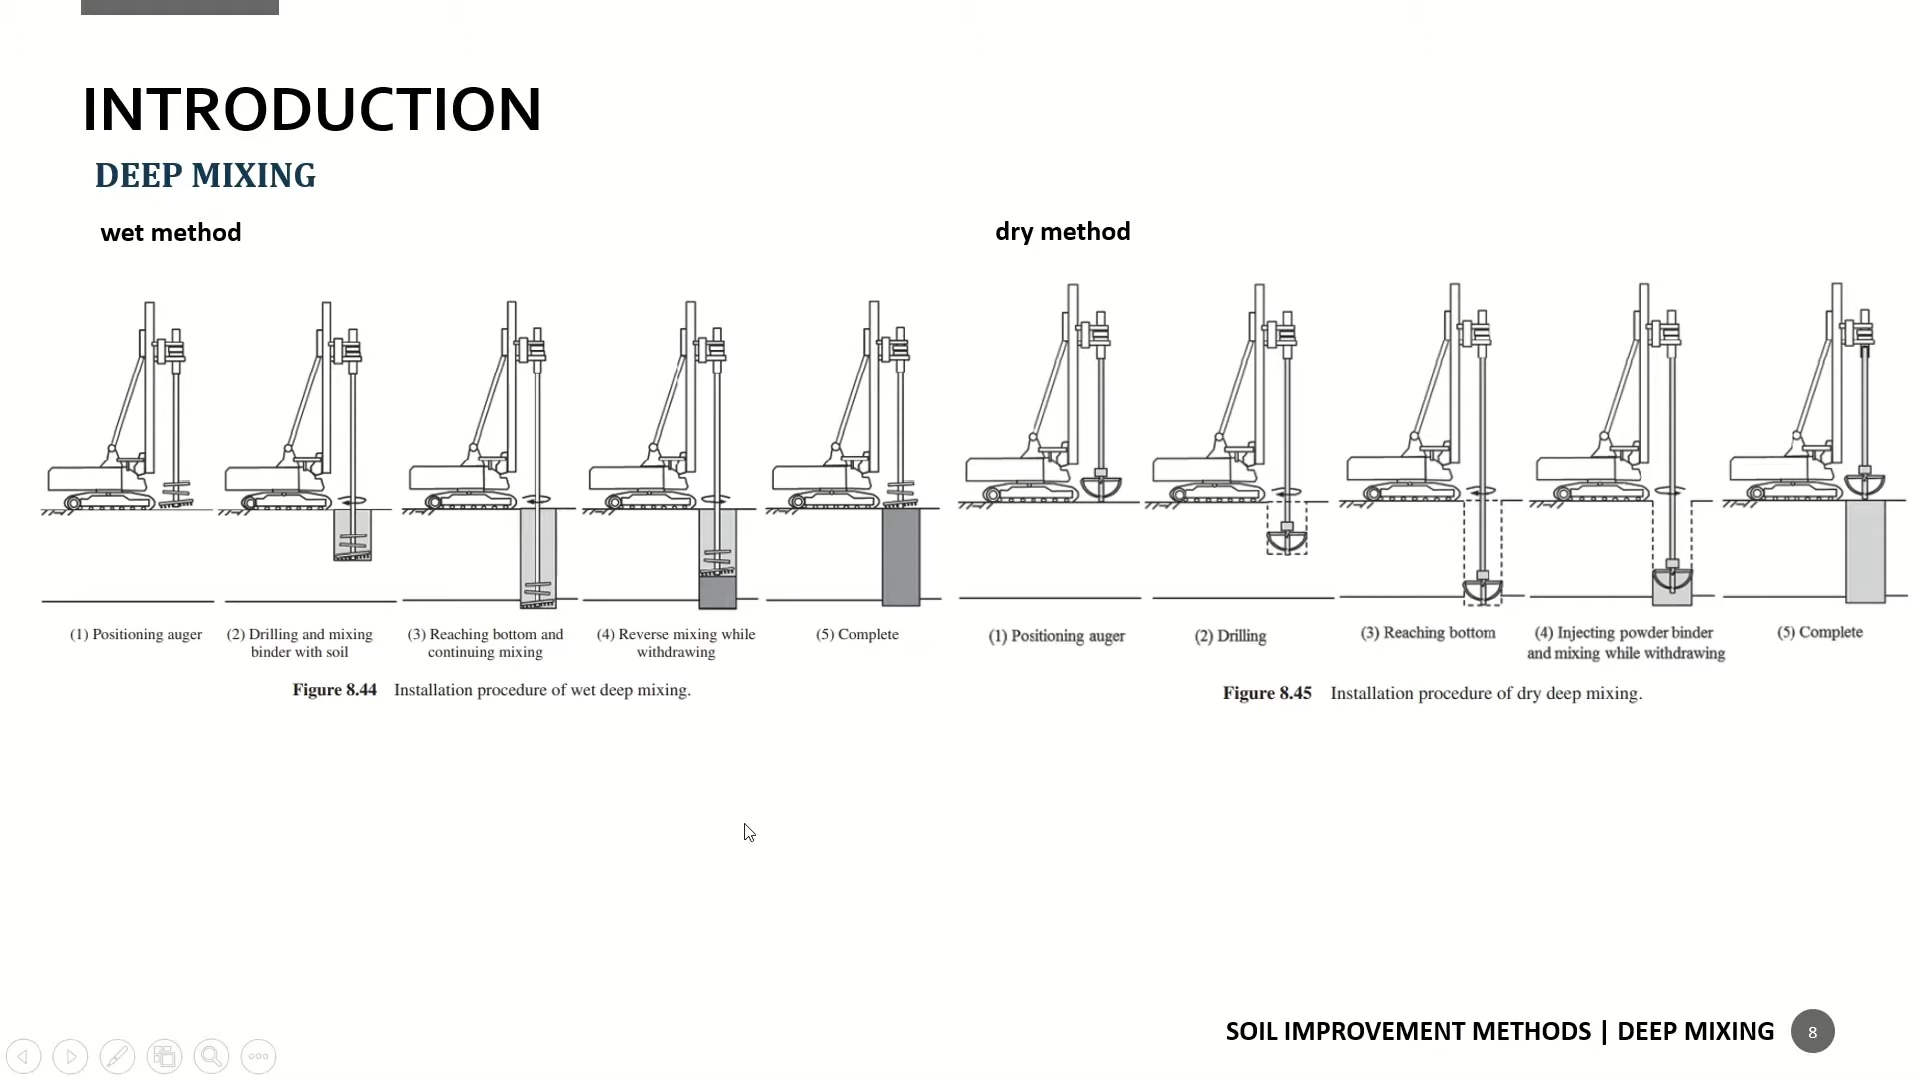 INTRODUCTION
DEEP MIXING
wet method
dry method
(1) Positioning auger
(2) Drilling and mixing
binder with soil
(3) Reaching bottom and
continuing mixing
(4) Reverse mixing while
withdrawing
(5) Complete
Figure 8.44 Installation procedure of wet deep mixing.
(1) Positioning auger
(2) Drilling
(3) Reaching bottom
(4) Injecting powder binder
and mixing while withdrawing
(5) Complete
Figure 8.45 Installation procedure of dry deep mixing.
SOIL IMPROVEMENT METHODS | DEEP MIXING
8